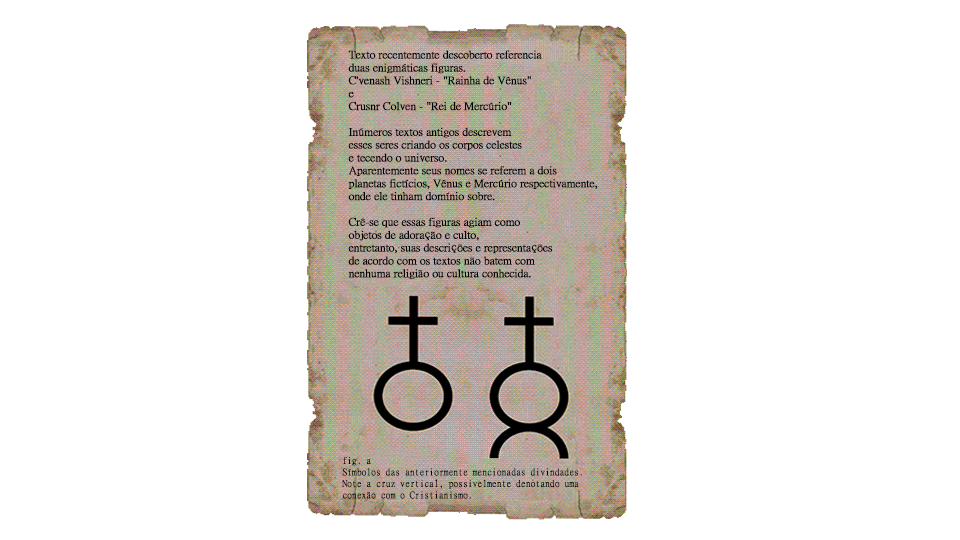 Texto recentemente descoberto referencia
duas enigmáticas figuras.
C'venash Vishneri - "Rainha de Vênus"
e
Crusnr Colven - "Rei de Mercúrio"
Inúmeros textos antigos descrevem
esses seres criando os corpos celestes
e tecendo o universo.
Aparentemente seus nomes se referem a dois
planetas fictícios, Vênus e Mercúrio respectivamente,
onde ele tinham domínio sobre.
Crê-se que essas figuras agiam como
objetos de adoração e culto,
entretanto, suas descrições e representações
de acordo com os textos não batem com
nenhuma religião ou cultura conhecida.
fig. a
Símbolos das anteriormente mencionadas divindades.
Note a cruz vertical, possivelmente denotando uma
conexão com o Cristianismo.